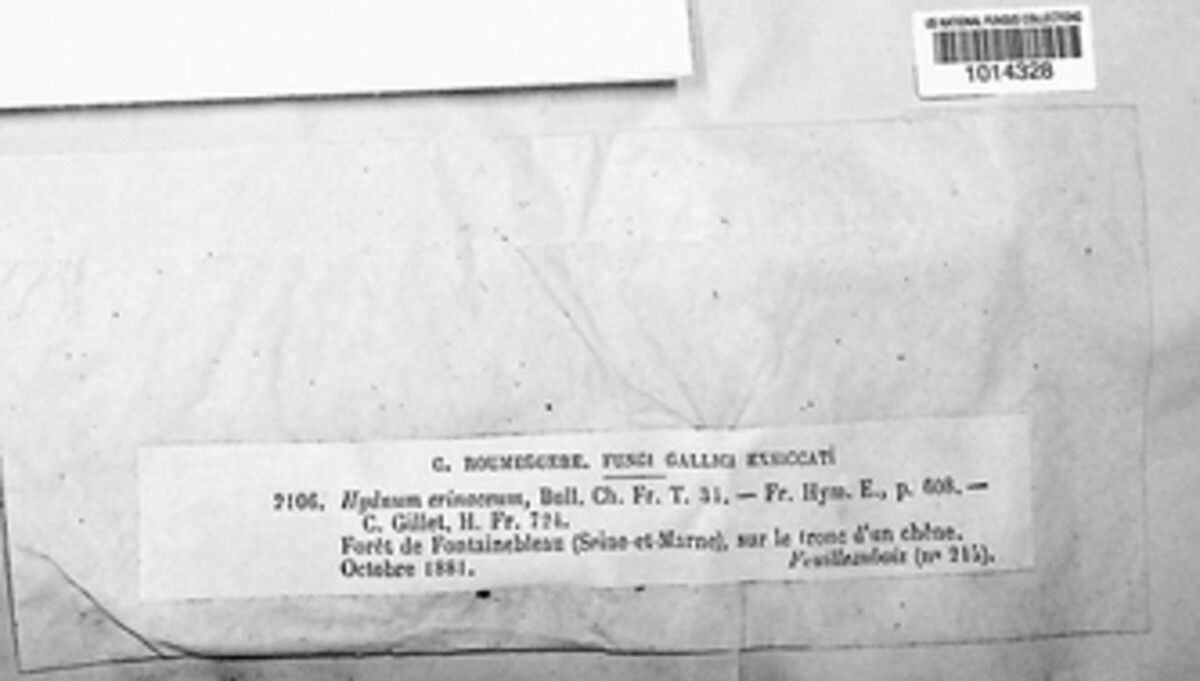 US NATIONAL FUNGUS COLLECTIONS
1014328
C. ROUMEGUERE. FUNGI GALLICI EXSICCATI
2106. Hydnum erinaceum, Bull. Ch. Fr. T. 34. — Fr. Hym. E., p. 608. —
C. Gillet, H. Fr. 724.
Forêt de Fontainebleau (Seine-et-Marne), sur le tronc d'un chêne.
Octobre 1881. Feuilleaubois (nº 215).